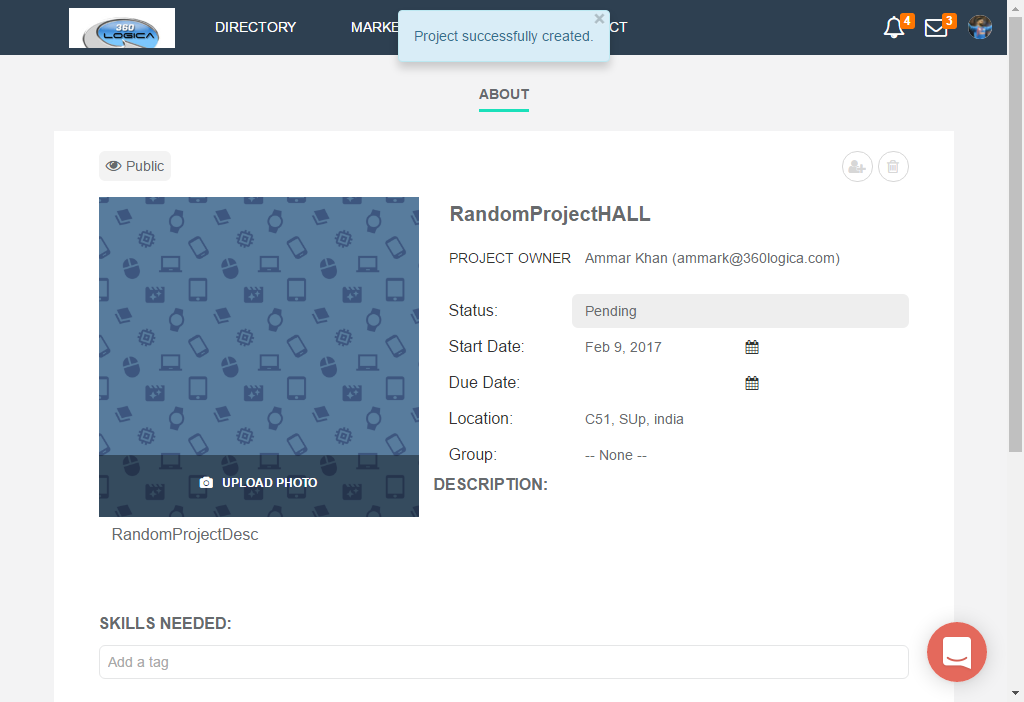 360
LOGICA
DIRECTORY
MARKE
CT
4
3
×
Project successfully created.
ABOUT
Public
RandomProjectHALL
PROJECT OWNER Ammar Khan (ammark@360logica.com)
Status: Pending
Start Date: Feb 9, 2017
Due Date:
Location: C51, SUp, india
Group: -- None --
DESCRIPTION:
UPLOAD PHOTO
RandomProjectDesc
SKILLS NEEDED:
Add a tag